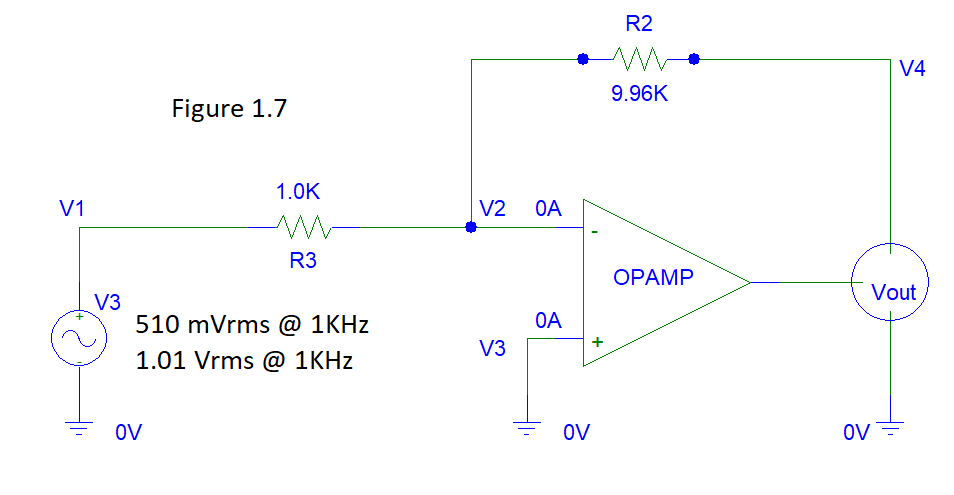 R2
V4
9.96K
Figure 1.7
1.0K
V1
V2
0A
-
R3
OPAMP
V3
+
510 mVrms @ 1KHz
1.01 Vrms @ 1KHz
-
Vout
0A
V3
+
0V
0V
0V